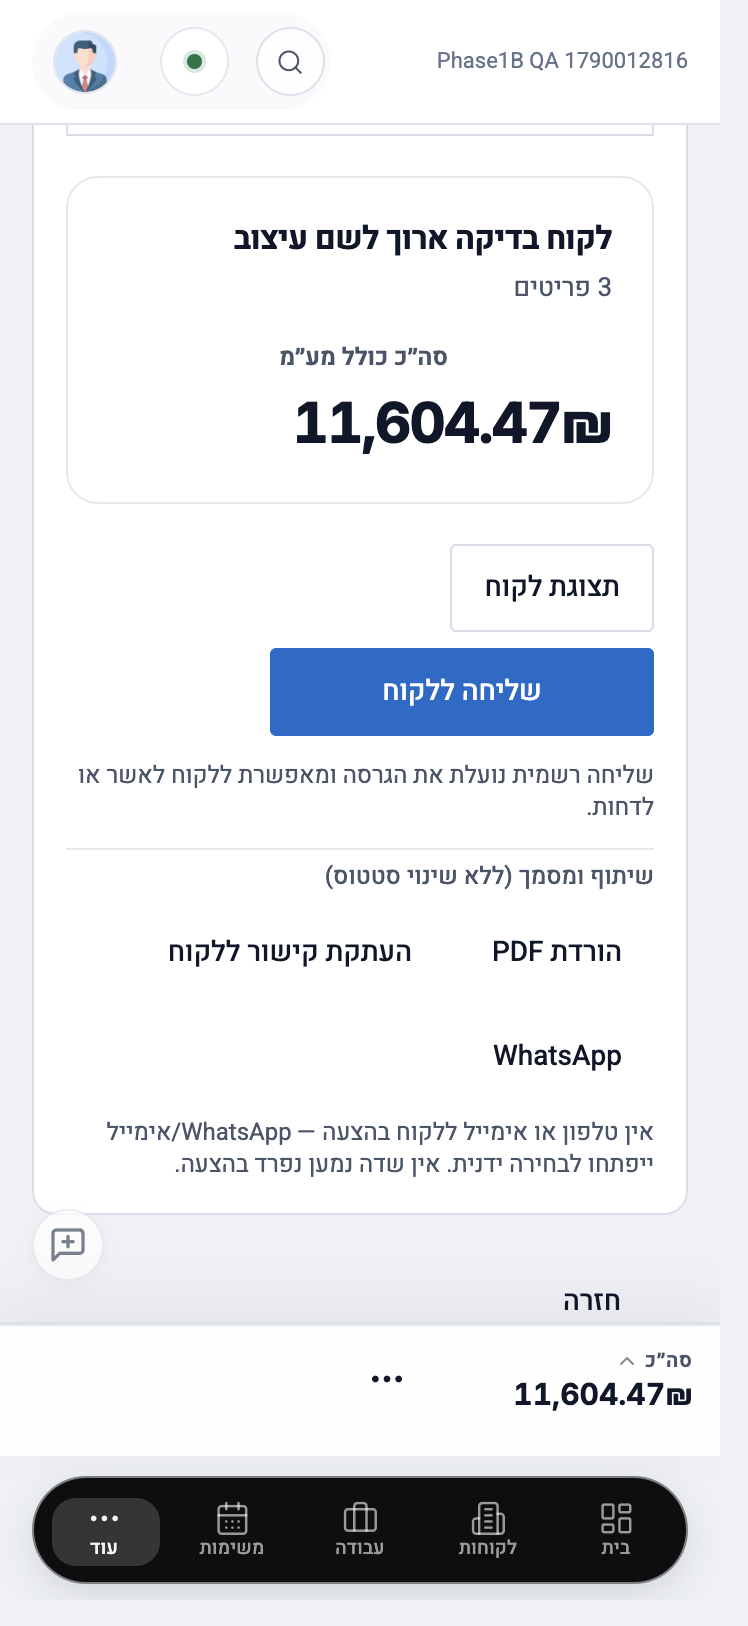 Phase1B QA 1790012816
לקוח בדיקה ארוך לשם עיצוב
3 פריטים
סה״כ כולל מע״מ
11,604.47₪
תצוגת לקוח
שליחה ללקוח
שליחה רשמית נועלת את הגרסה ומאפשרת ללקוח לאשר או
לדחות.
שיתוף ומסמך (ללא שינוי סטטוס)
הורדת PDF
העתקת קישור ללקוח
WhatsApp
אין טלפון או אימייל ללקוח בהצעה — WhatsApp/אימייל
ייפתחו לבחירה ידנית. אין שדה נמען נפרד בהצעה.
חזרה
סה״כ
11,604.47₪
בית
לקוחות
עבודה
משימות
עוד